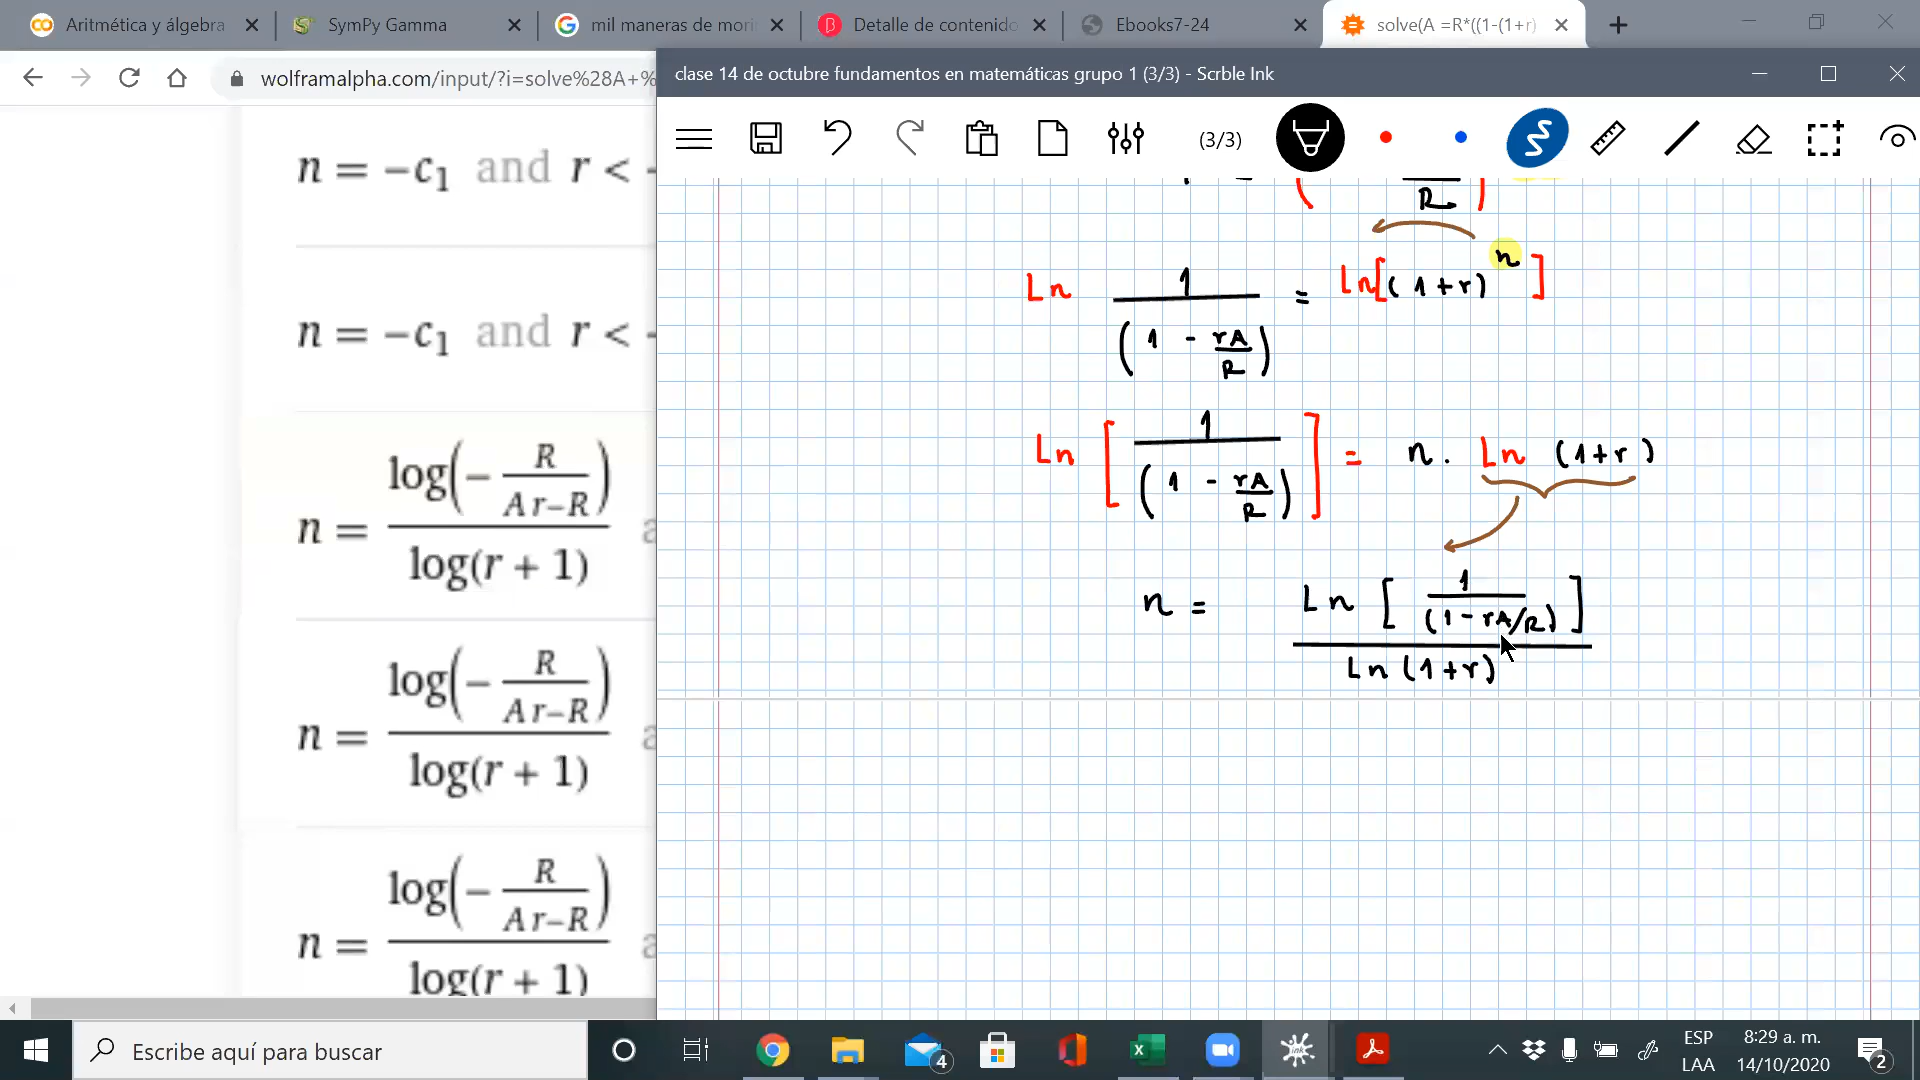 Aritmética y álgebra
SymPy Gamma
mil maneras de mori
Detalle de contenido
Ebooks7-24
solve(A =R*((1-(1+r)
wolframalpha.com/input/?i=solve%28A+%
clase 14 de octubre fundamentos en matemáticas grupo 1 (3/3) - Scrble Ink
(3/3)
n = -c₁ and r < -
n = -c₁ and r < -
n = log(- R/(A r-R)) / log(r + 1)
n = log(- R/(A r-R)) / log(r + 1)
n = log(- R/(A r-R)) / log(r + 1)
R
Ln 1/(1 - rA/R) = Ln[(1+r)^n]
Ln [1/(1 - rA/R)] = n. Ln (1+r)
n = Ln [1/(1-rA/R)] / Ln(1+r)
Escribe aquí para buscar
4
ink
ESP
LAA
8:29 a. m.
14/10/2020
2